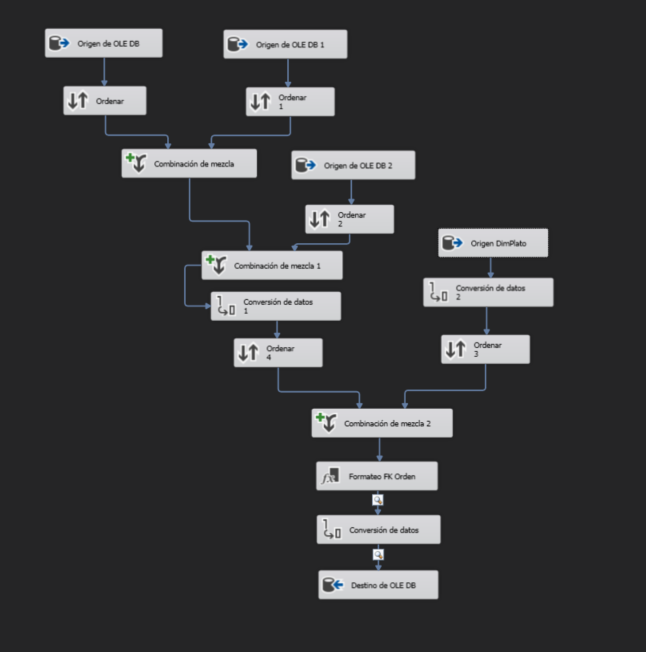 Origen de OLE DB
Origen de OLE DB 1
Ordenar
Ordenar
1
Combinación de mezcla
Origen de OLE DB 2
Ordenar
2
Origen DimPlato
Combinación de mezcla 1
Conversión de datos
2
Conversión de datos
1
Ordenar
3
Ordenar
4
Combinación de mezcla 2
Formateo FK Orden
Conversión de datos
Destino de OLE DB